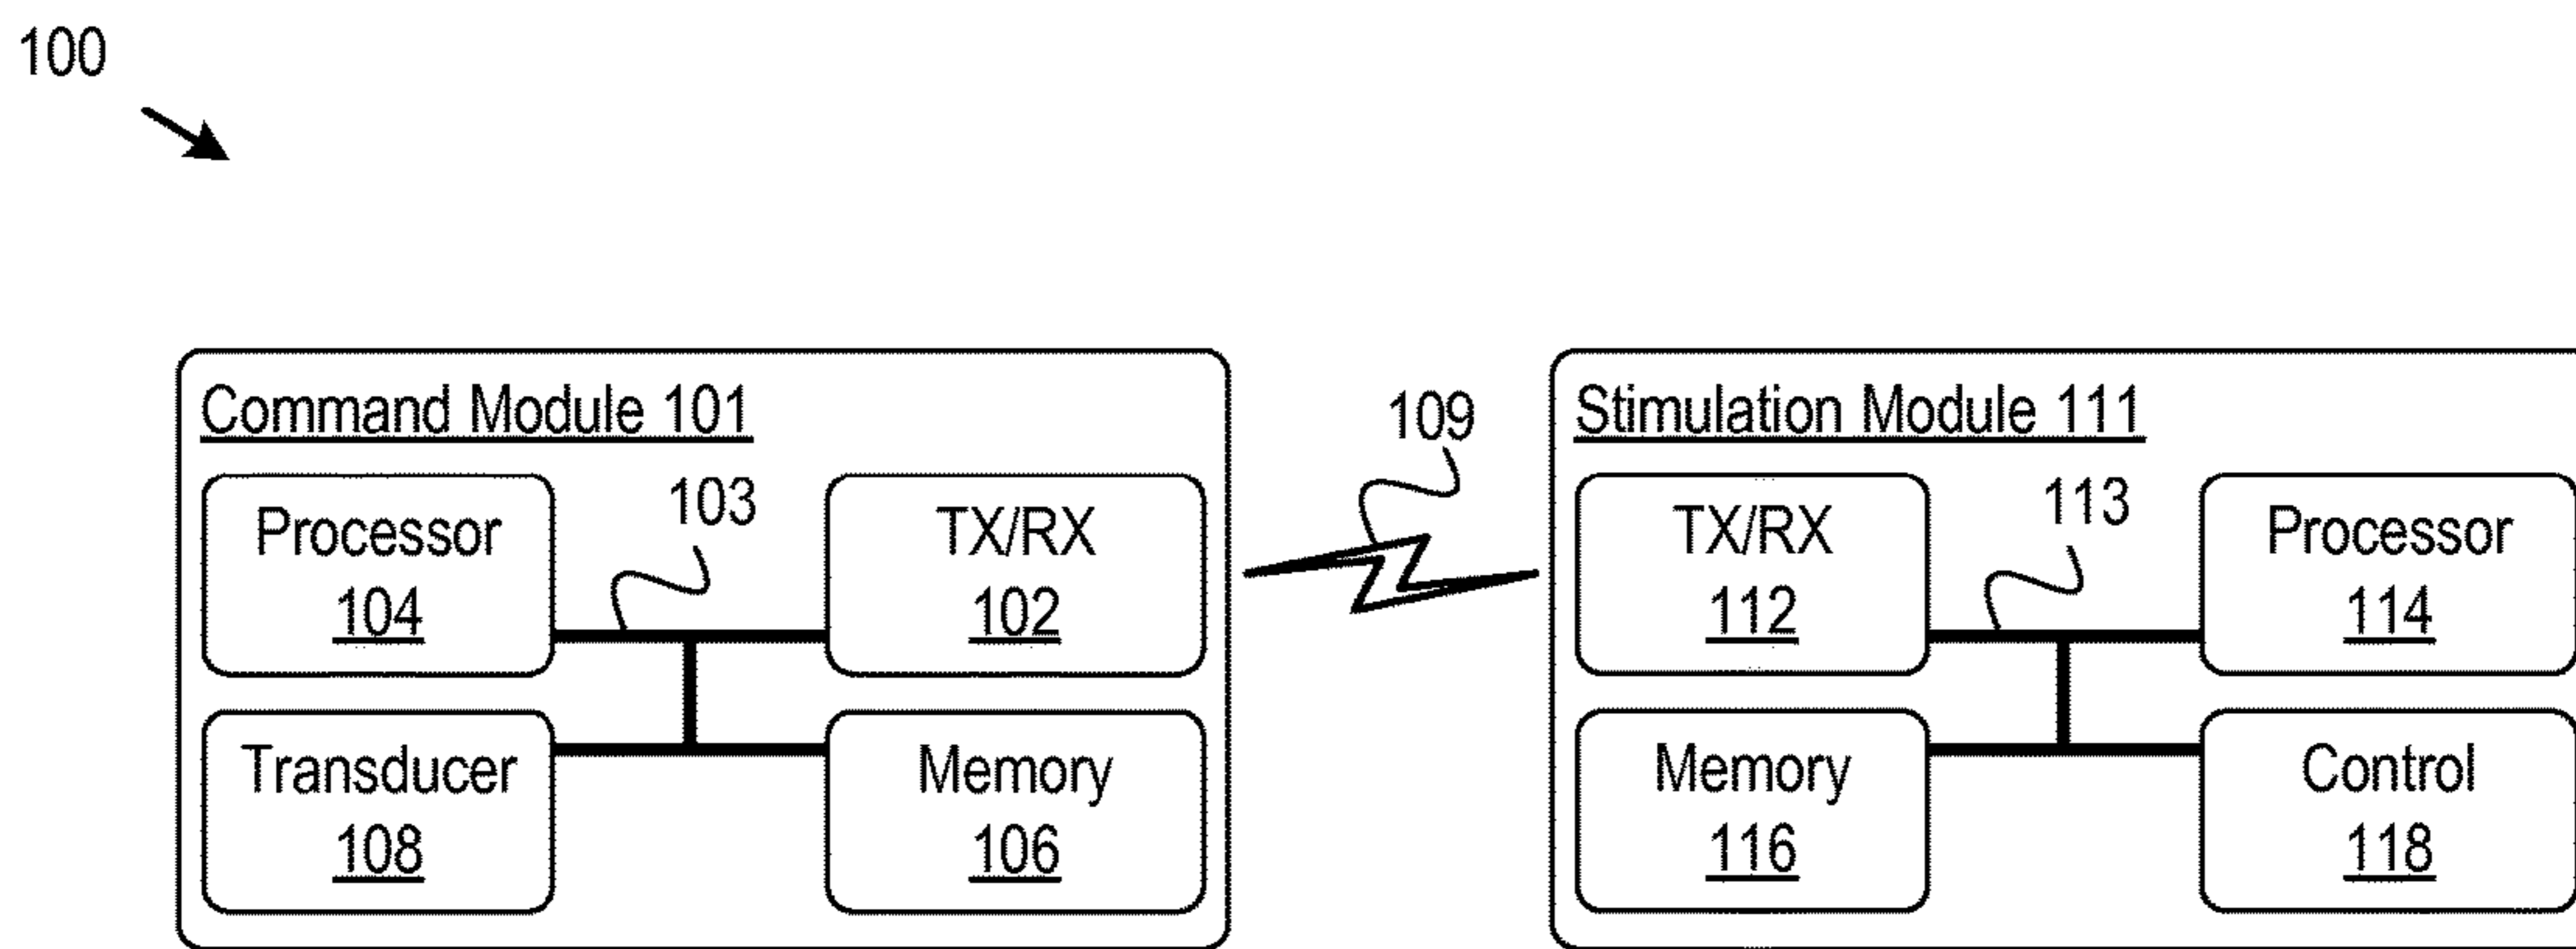 100
Command Module 101
109
Stimulation Module 111
Processor
104
103
TX/RX
102
TX/RX
112
113
Processor
114
Transducer
108
Memory
106
Memory
116
Control
118